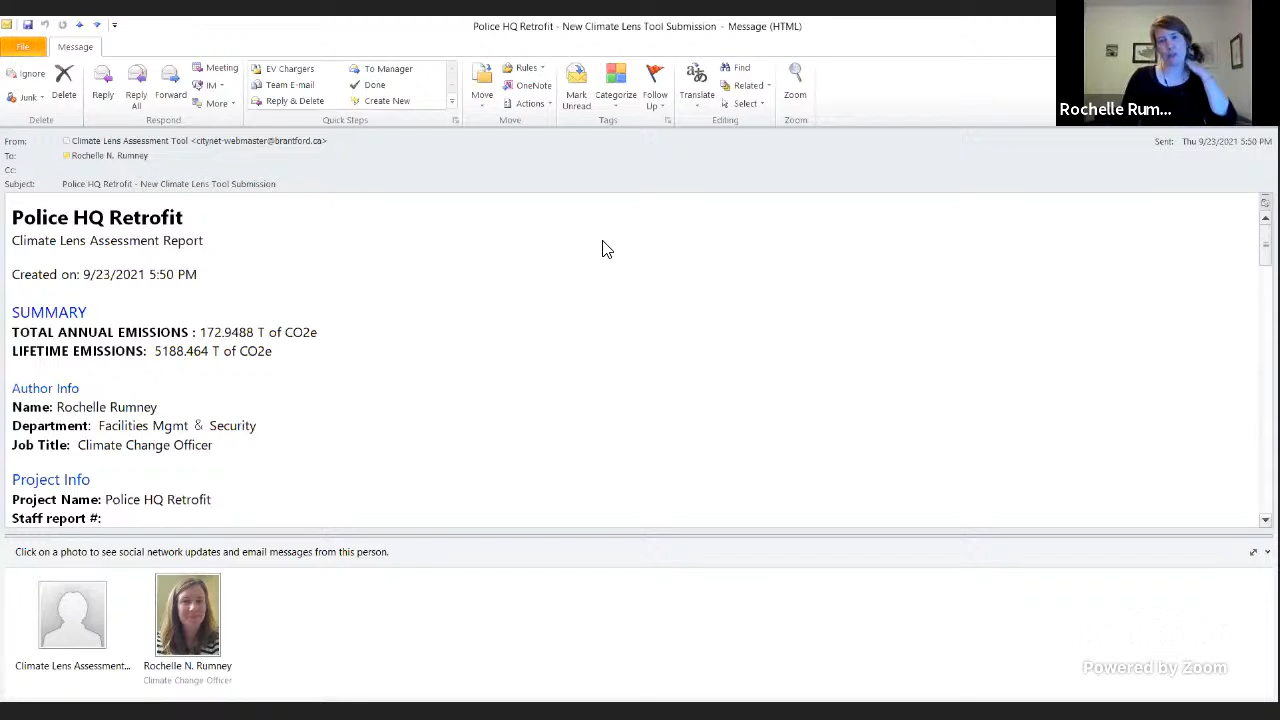 Police HQ Retrofit - New Climate Lens Tool Submission - Message (HTML)
File
Message
Ignore
Junk
Delete
Delete
Reply
Reply All
Forward
Meeting
IM
More
Respond
EV Chargers
Team E-mail
Reply & Delete
To Manager
Done
Create New
Quick Steps
Move
Rules
OneNote
Actions
Move
Mark Unread
Categorize
Follow Up
Tags
Translate
Find
Related
Select
Editing
Zoom
Zoom
Rochelle Rum...
From: Climate Lens Assessment Tool <citynet-webmaster@brantford.ca>
Sent: Thu 9/23/2021 5:50 PM
To: Rochelle N. Rumney
Cc:
Subject: Police HQ Retrofit - New Climate Lens Tool Submission
Police HQ Retrofit
Climate Lens Assessment Report
Created on: 9/23/2021 5:50 PM
SUMMARY
TOTAL ANNUAL EMISSIONS : 172.9488 T of CO2e
LIFETIME EMISSIONS: 5188.464 T of CO2e
Author Info
Name: Rochelle Rumney
Department: Facilities Mgmt & Security
Job Title: Climate Change Officer
Project Info
Project Name: Police HQ Retrofit
Staff report #:
Click on a photo to see social network updates and email messages from this person.
Climate Lens Assessment...
Rochelle N. Rumney
Climate Change Officer
Powered by Zoom